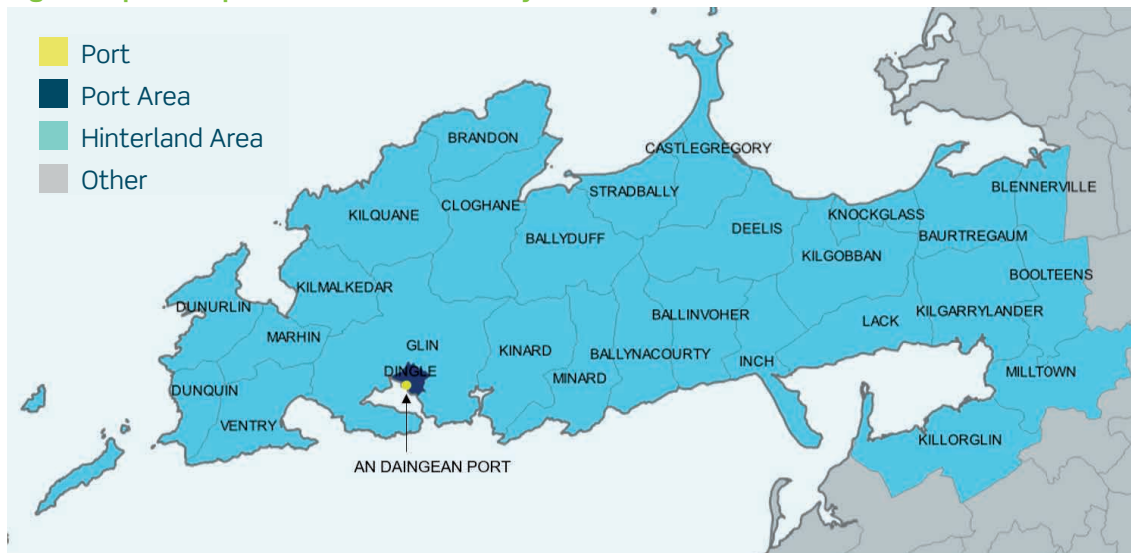 Port
Port Area
Hinterland Area
Other
BRANDON
CASTLEGREGORY
STRADBALLY
BLENNERVILLE
CLOGHANE
KILQUANE
KNOCKGLASS
DEELIS
BALLYDUFF
BAURTREGAUM
KILGOBBAN
BOOLTEENS
KILMALKEDAR
DUNURLIN
KILGARRYLANDER
BALLINVOHER
LACK
MARHIN
GLIN
KINARD
BALLYNACOURTY
INCH
DINGLE
MILLTOWN
MINARD
DUNQUIN
VENTRY
KILLORGLIN
AN DAINGEAN PORT